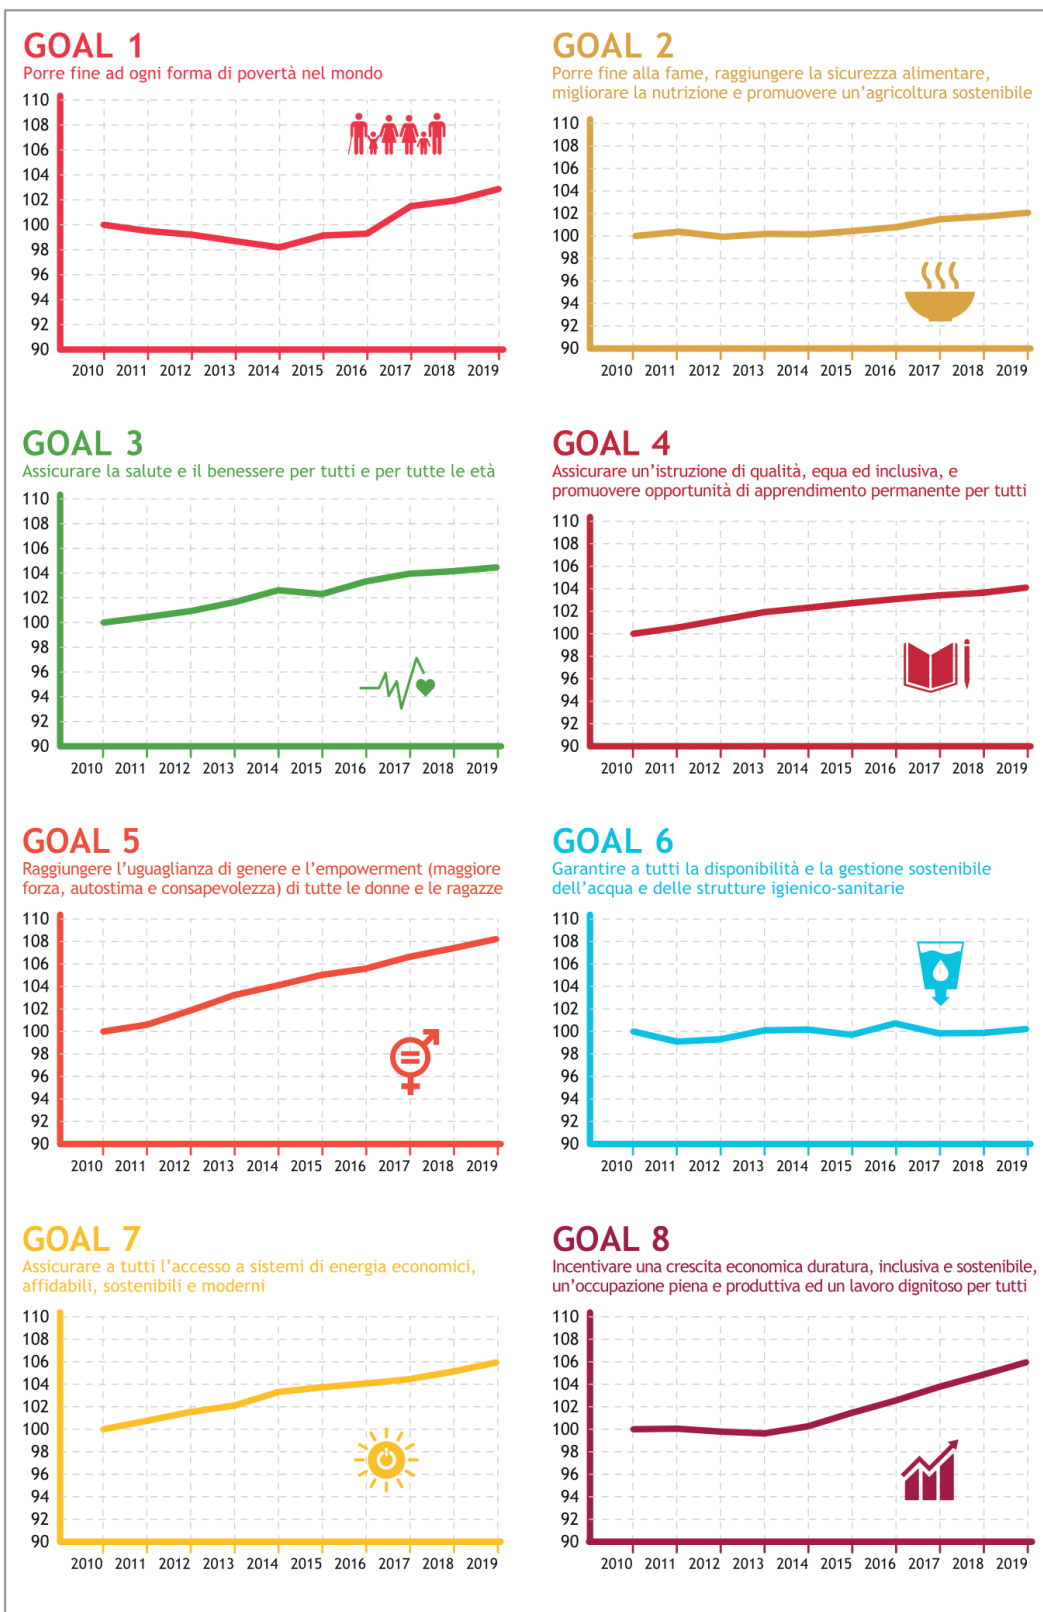 GOAL 1
Porre fine ad ogni forma di povertà nel mondo
110
108
106
104
102
100
98
96
94
92
90
2010 2011 2012 2013 2014 2015 2016 2017 2018 2019
GOAL 2
Porre fine alla fame, raggiungere la sicurezza alimentare,
migliorare la nutrizione e promuovere un’agricoltura sostenibile
110
108
106
104
102
100
98
96
94
92
90
2010 2011 2012 2013 2014 2015 2016 2017 2018 2019
GOAL 3
Assicurare la salute e il benessere per tutti e per tutte le età
110
108
106
104
102
100
98
96
94
92
90
2010 2011 2012 2013 2014 2015 2016 2017 2018 2019
GOAL 4
Assicurare un’istruzione di qualità, equa ed inclusiva, e
promuovere opportunità di apprendimento permanente per tutti
110
108
106
104
102
100
98
96
94
92
90
2010 2011 2012 2013 2014 2015 2016 2017 2018 2019
GOAL 5
Raggiungere l’uguaglianza di genere e l’empowerment (maggiore
forza, autostima e consapevolezza) di tutte le donne e le ragazze
110
108
106
104
102
100
98
96
94
92
90
2010 2011 2012 2013 2014 2015 2016 2017 2018 2019
GOAL 6
Garantire a tutti la disponibilità e la gestione sostenibile
dell’acqua e delle strutture igienico-sanitarie
110
108
106
104
102
100
98
96
94
92
90
2010 2011 2012 2013 2014 2015 2016 2017 2018 2019
GOAL 7
Assicurare a tutti l’accesso a sistemi di energia economici,
affidabili, sostenibili e moderni
110
108
106
104
102
100
98
96
94
92
90
2010 2011 2012 2013 2014 2015 2016 2017 2018 2019
GOAL 8
Incentivare una crescita economica duratura, inclusiva e sostenibile,
un’occupazione piena e produttiva ed un lavoro dignitoso per tutti
110
108
106
104
102
100
98
96
94
92
90
2010 2011 2012 2013 2014 2015 2016 2017 2018 2019